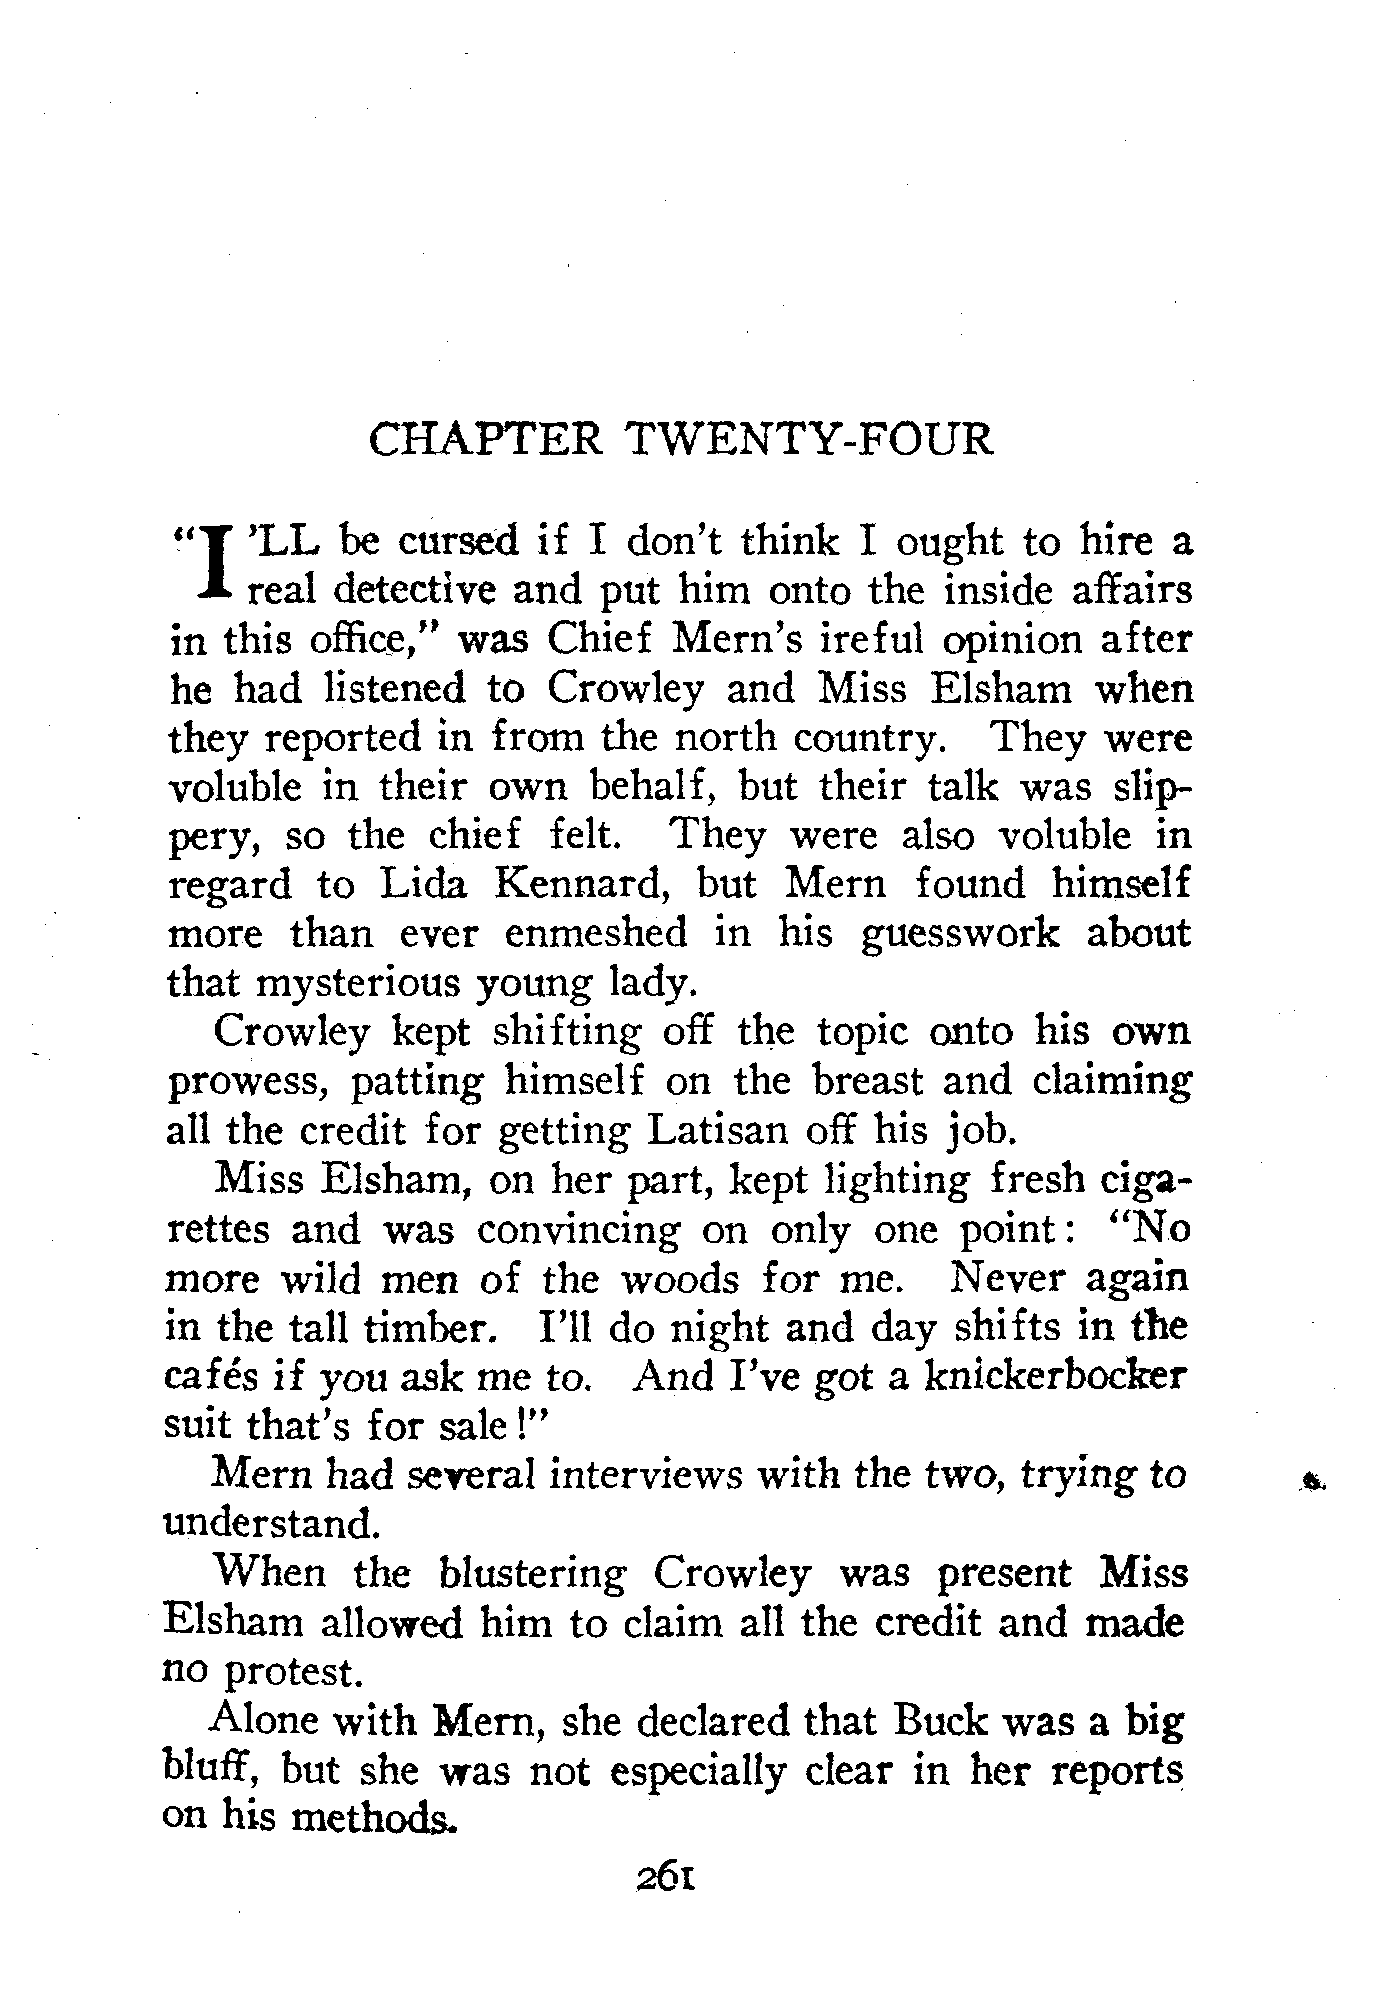 CHAPTER TWENTY-FOUR
"I'LL be cursed if I don't think I ought to hire a
real detective and put him onto the inside affairs
in this office," was Chief Mern's ireful opinion after
he had listened to Crowley and Miss Elsham when
they reported in from the north country. They were
voluble in their own behalf, but their talk was slip-
pery, so the chief felt. They were also voluble in
regard to Lida Kennard, but Mern found himself
more than ever enmeshed in his guesswork about
that mysterious young lady.
Crowley kept shifting off the topic onto his own
prowess, patting himself on the breast and claiming
all the credit for getting Latisan off his job.
Miss Elsham, on her part, kept lighting fresh ciga-
rettes and was convincing on only one point: "No
more wild men of the woods for me. Never again
in the tall timber. I'll do night and day shifts in the
cafés if you ask me to. And I've got a knickerbocker
suit that's for sale!"
Mern had several interviews with the two, trying to
understand.
When the blustering Crowley was present Miss
Elsham allowed him to claim all the credit and made
no protest.
Alone with Mern, she declared that Buck was a big
bluff, but she was not especially clear in her reports
on his methods.
261